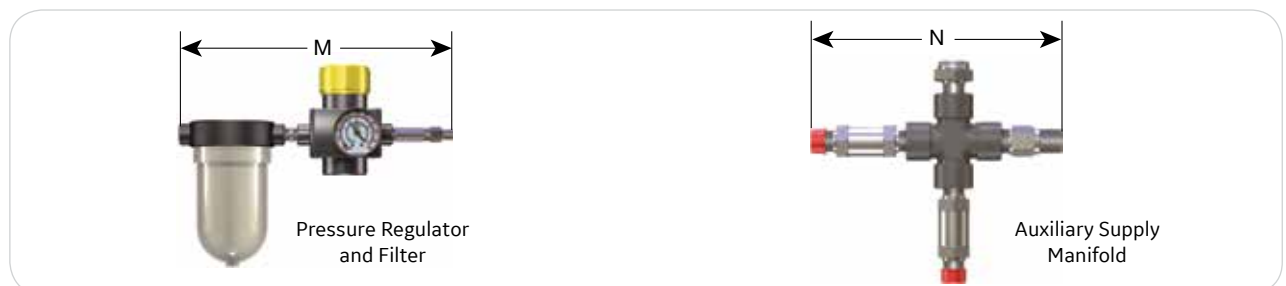 M
N
Pressure Regulator
and Filter
Auxiliary Supply
Manifold